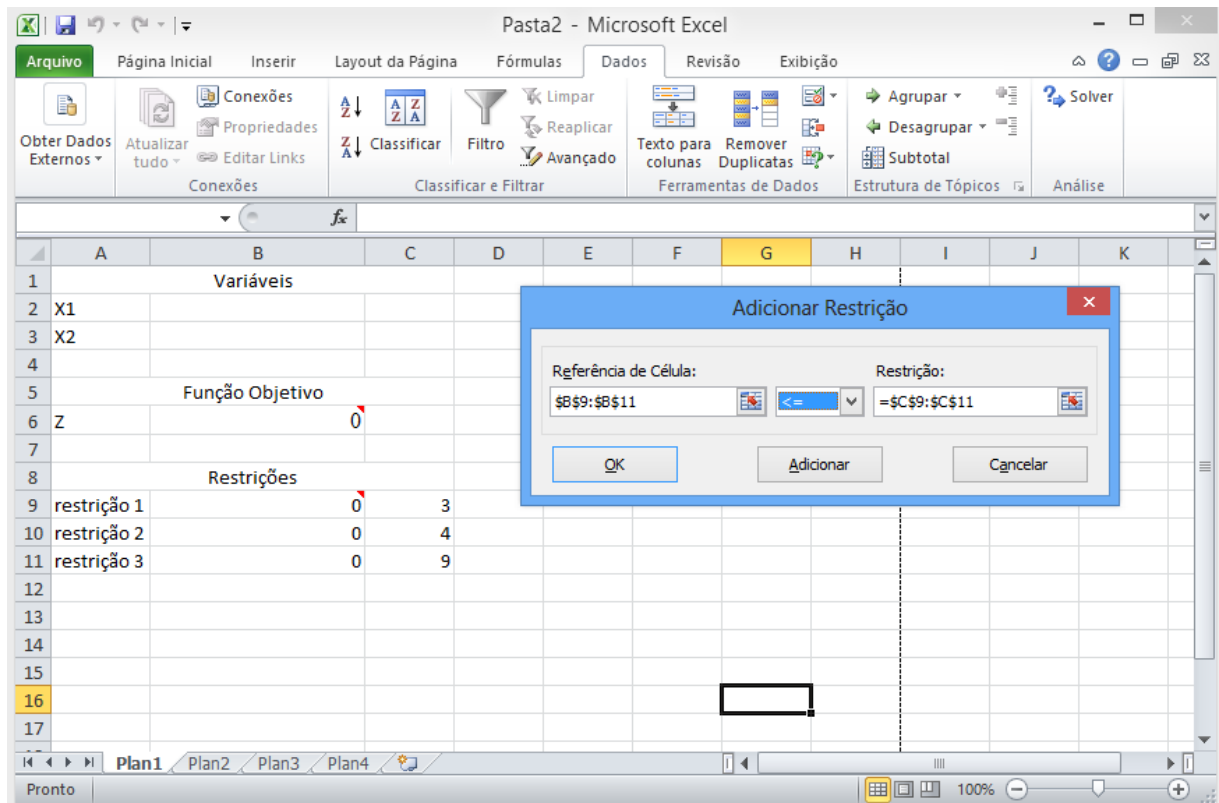 Pasta2 - Microsoft Excel
Arquivo Página Inicial Inserir Layout da Página Fórmulas Dados Revisão Exibição
Obter Dados Externos
Atualizar tudo
Conexões
Propriedades
Editar Links
Conexões
Classificar
Filtro
Limpar
Reaplicar
Avançado
Classificar e Filtrar
Texto para colunas
Remover Duplicatas
Ferramentas de Dados
Agrupar
Desagrupar
Subtotal
Estrutura de Tópicos
Solver
Análise
fx
A B C D E F G H I J K
1 Variáveis
2 X1
3 X2
4
5 Função Objetivo
6 Z 0
7
8 Restrições
9 restrição 1 0 3
10 restrição 2 0 4
11 restrição 3 0 9
12
13
14
15
16
17
Adicionar Restrição
Referência de Célula: Restrição:
$B$9:$B$11 <= =$C$9:$C$11
OK Adicionar Cancelar
Plan1 Plan2 Plan3 Plan4
Pronto 100%